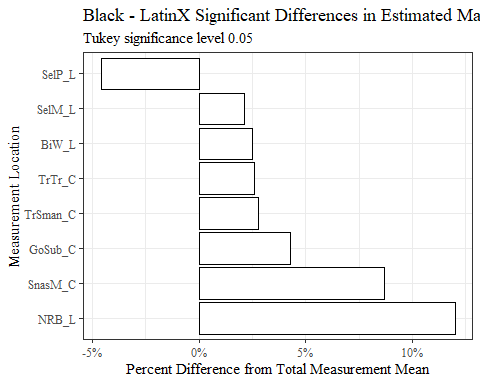 Black - LatinX Significant Differences in Estimated Ma
Tukey significance level 0.05
Measurement Location
SelP_L
SelM_L
BiW_L
TrTr_C
TrSman_C
GoSub_C
SnasM_C
NRB_L
-5% 0% 5% 10%
Percent Difference from Total Measurement Mean